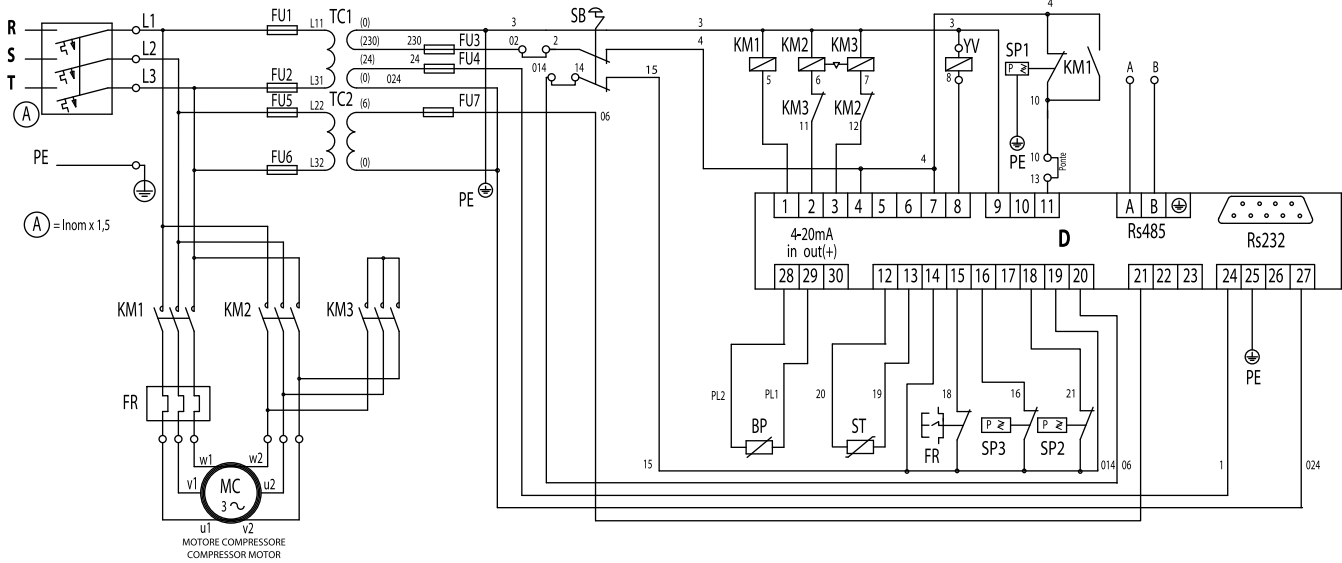 R
S
T
A
L1
L2
L3
PE
A = Inom x 1,5
FU1
FU2
FU5
FU6
L11
L31
L22
L32
TC1
TC2
(0)
(230)
(24)
(0)
024
(6)
(0)
230
24
FU3
FU4
FU7
3
02
2
014
14
SB
3
4
15
06
PE
KM1
KM2
KM3
5
6
7
KM3
KM2
11
12
3
YV
8
4
4
SP1
P
KM1
10
PE
10
13
Ponte
A
B
1 2 3 4 5 6 7 8
9 10 11
A B
Rs485
Rs232
D
4-20mA
in out(+)
28 29 30
12 13 14 15 16 17 18 19 20
21 22 23
24 25 26 27
KM1
KM2
KM3
FR
w1
w2
v1
u2
u1
v2
MC
3
MOTORE COMPRESSORE
COMPRESSOR MOTOR
PL2
PL1
BP
20
19
ST
18
FR
16
P
SP3
21
P
SP2
15
014
06
1
PE
024